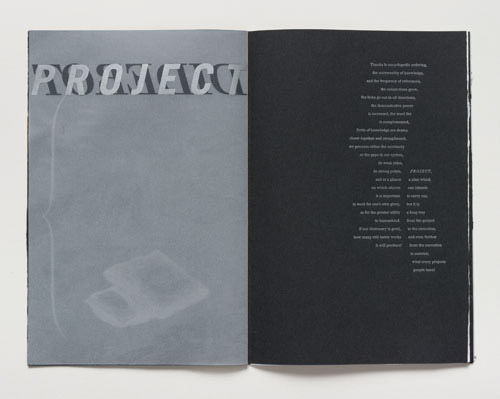 PROJECT
Thanks to encyclopedic ordering,
the universality of knowledge,
and the frequency of references,
the connections grow,
the links go out in all directions,
the demonstrative power
is increased, the word list
is complemented,
fields of knowledge are drawn
closer together and strengthened;
we perceive either the continuity
or the gaps in our system,
its weak sides,
its strong points,
and at a glance
on which objects
it is important
to work for one's own glory,
or for the greater utility
to humankind.
If our dictionary is good,
how many still better works
it will produce!
PROJECT,
a plan which
one intends
to carry out,
but it is
a long way
from the project
to the execution,
and even further
from the execution
to success;
what crazy projects
people have!